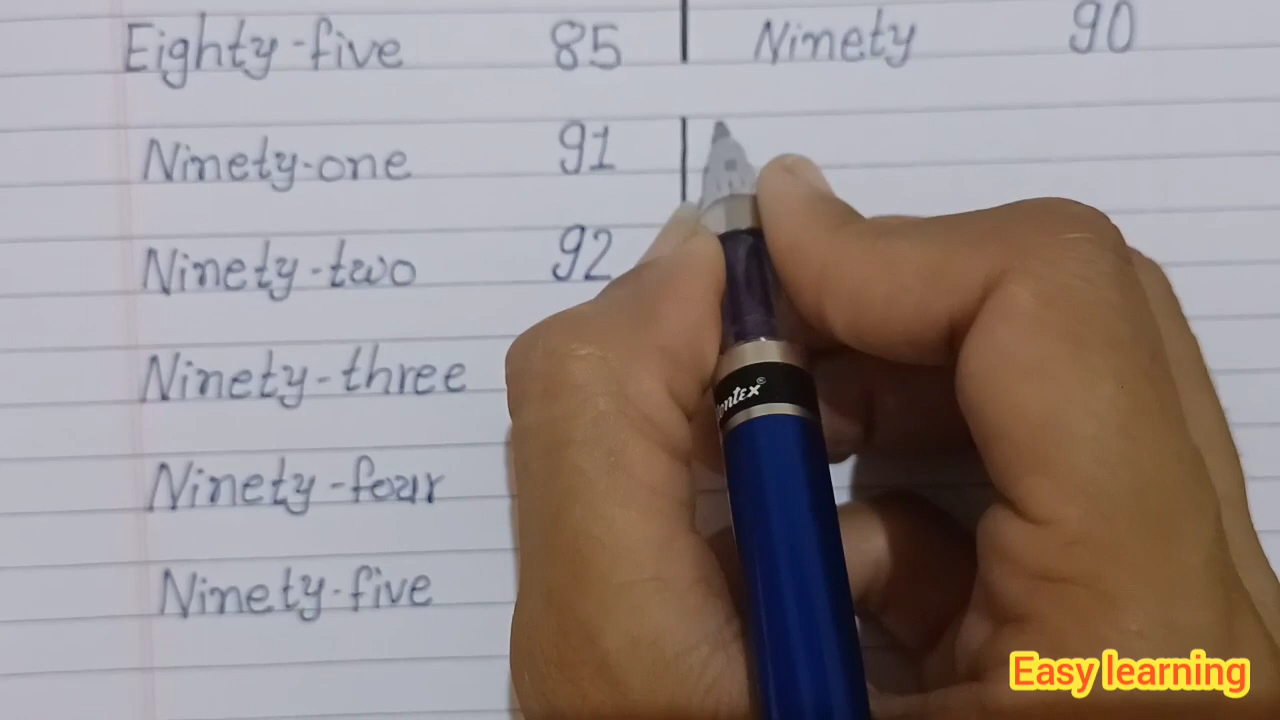 Eighty-five 85 Ninety 90
Ninety-one 91
Ninety-two 92
Ninety-three
Ninety-four
Ninety-five
Easy learning